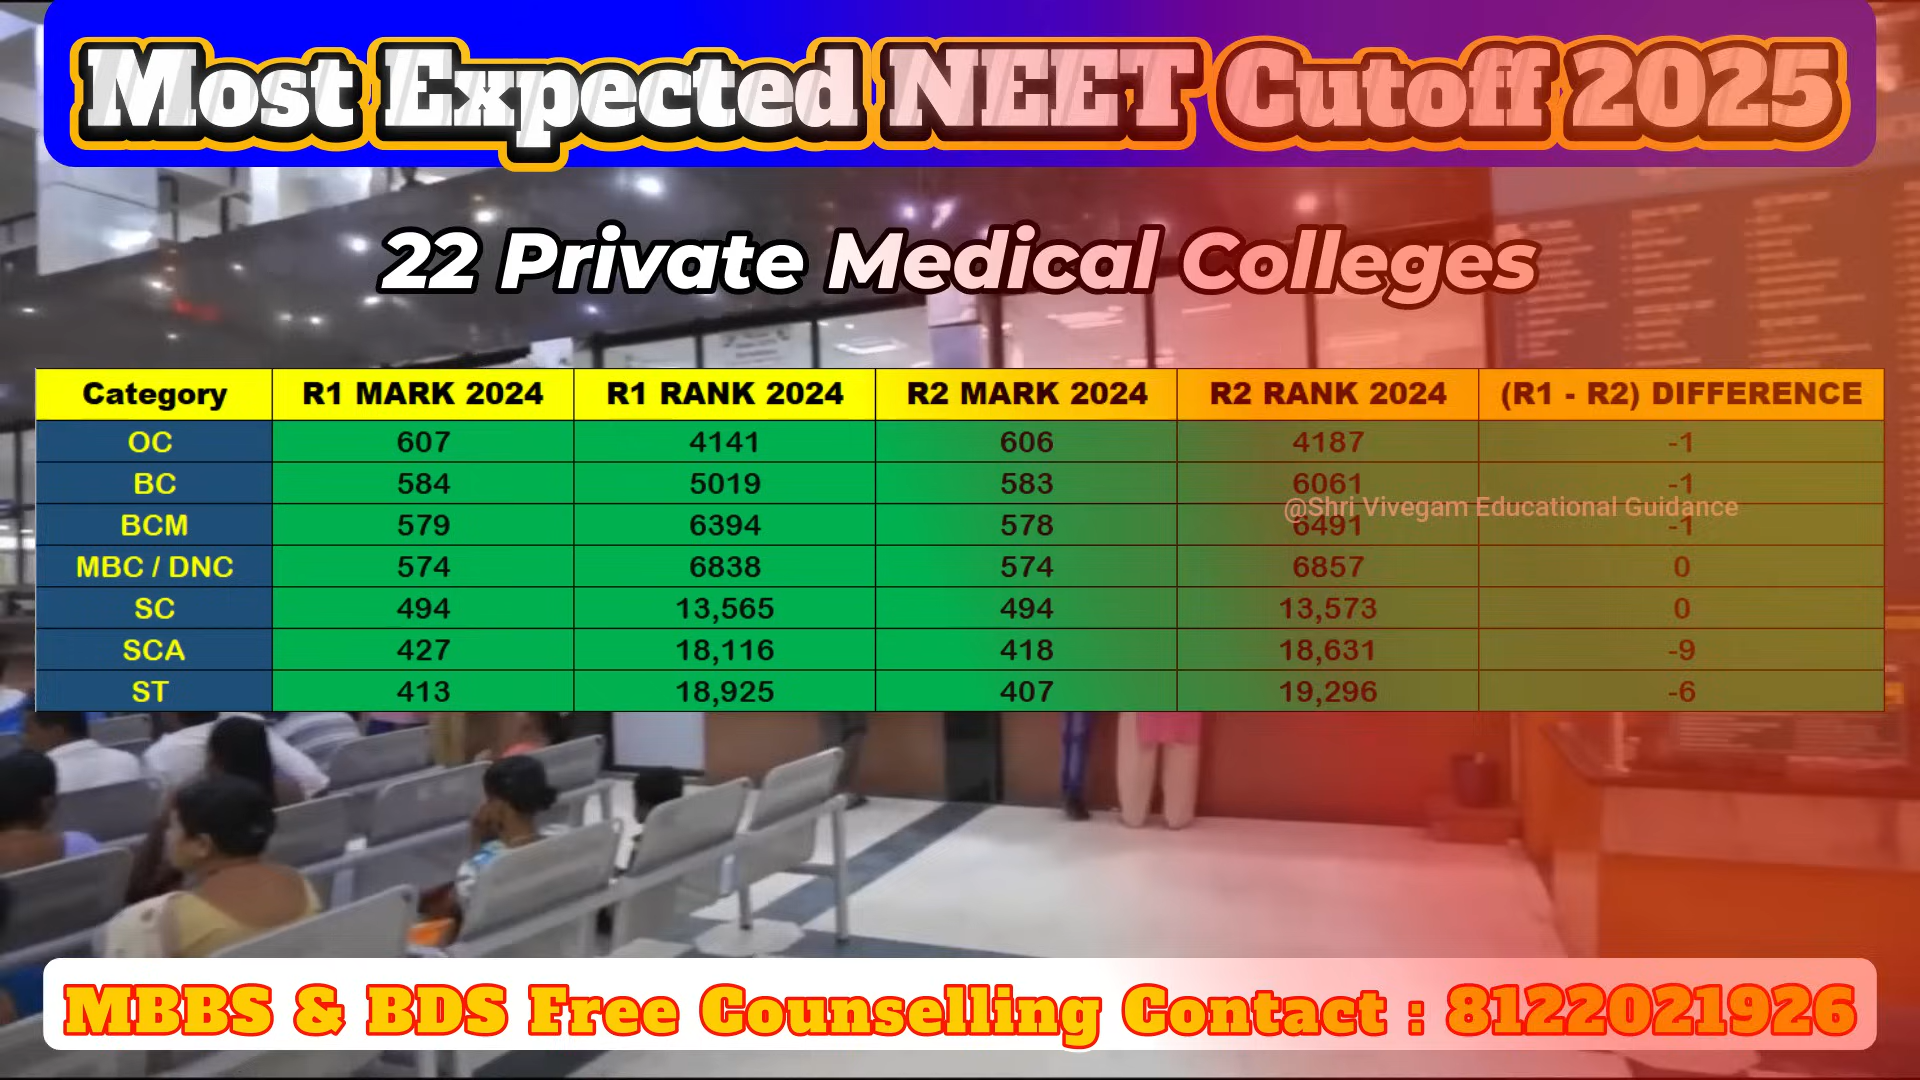 Most Expected NEET Cutoff 2025
22 Private Medical Colleges
Category R1 MARK 2024 R1 RANK 2024 R2 MARK 2024 R2 RANK 2024 (R1 - R2) DIFFERENCE
OC 607 4141 606 4187 -1
BC 584 5019 583 6061 -1
@Shri Vivegam Educational Guidance
BCM 579 6394 578 6491 -1
MBC / DNC 574 6838 574 6857 0
SC 494 13,565 494 13,573 0
SCA 427 18,116 418 18,631 -9
ST 413 18,925 407 19,296 -6
MBBS & BDS Free Counselling Contact : 8122021926